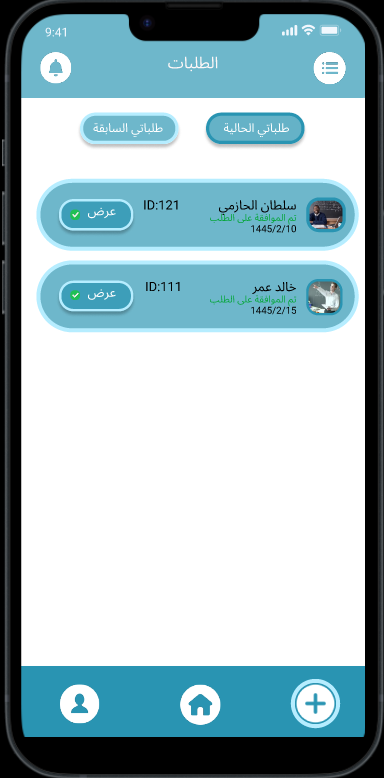 9:41
الطلبات
طلباتي الحالية
طلباتي السابقة
سلطان الحازمي
تم الموافقة على الطلب
1445/2/10
ID:121
عرض
خالد عمر
تم الموافقة على الطلب
1445/2/15
ID:111
عرض